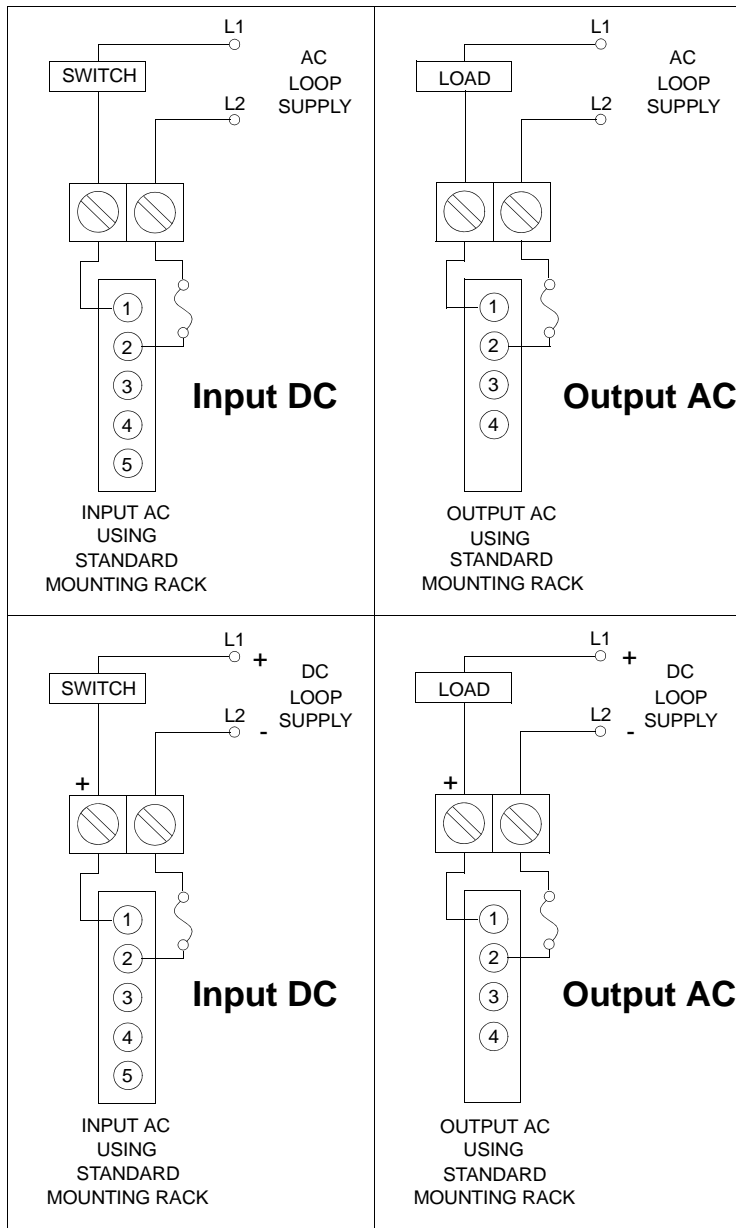 L1
SWITCH
AC
LOOP
SUPPLY
L2
1
2
3
4
5
Input DC
INPUT AC
USING
STANDARD
MOUNTING RACK
L1
LOAD
AC
LOOP
SUPPLY
L2
1
2
3
4
Output AC
OUTPUT AC
USING
STANDARD
MOUNTING RACK
L1 +
SWITCH
DC
LOOP
SUPPLY
L2 -
+
1
2
3
4
5
Input DC
INPUT AC
USING
STANDARD
MOUNTING RACK
L1 +
LOAD
DC
LOOP
SUPPLY
L2 -
+
1
2
3
4
Output AC
OUTPUT AC
USING
STANDARD
MOUNTING RACK